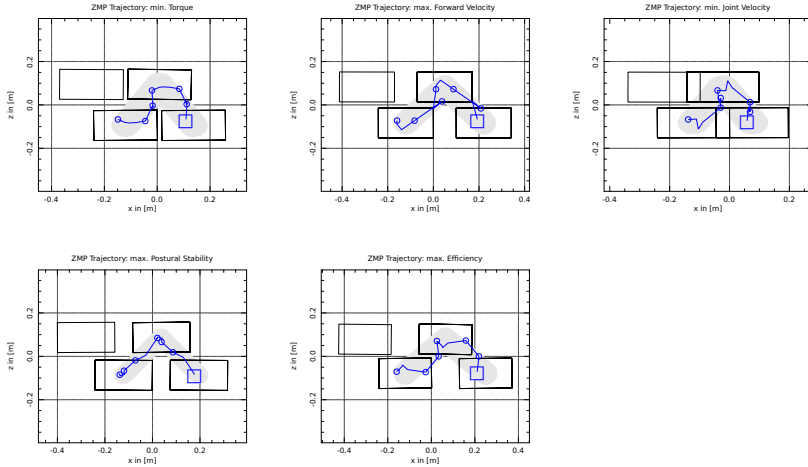 ZMP Trajectory: min. Torque
z in [m]
0.2
0.0
-0.2
-0.4
-0.2
0.0
0.2
x in [m]
ZMP Trajectory: max. Forward Velocity
z in [m]
0.2
0.0
-0.2
-0.4
-0.2
0.0
0.2
0.4
x in [m]
ZMP Trajectory: min. Joint Velocity
z in [m]
0.2
0.0
-0.2
-0.4
-0.2
0.0
0.2
x in [m]
ZMP Trajectory: max. Postural Stability
z in [m]
0.2
0.0
-0.2
-0.4
-0.2
0.0
0.2
x in [m]
ZMP Trajectory: max. Efficiency
z in [m]
0.2
0.0
-0.2
-0.4
-0.2
0.0
0.2
0.4
x in [m]